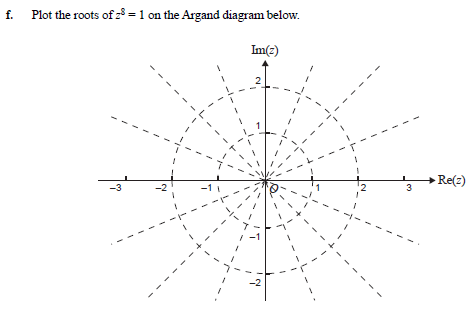 f. Plot the roots of z⁸ = 1 on the Argand diagram below.
Im(z)
2
1
-3 -2 -1 O 1 2 3 Re(z)
-1
-2